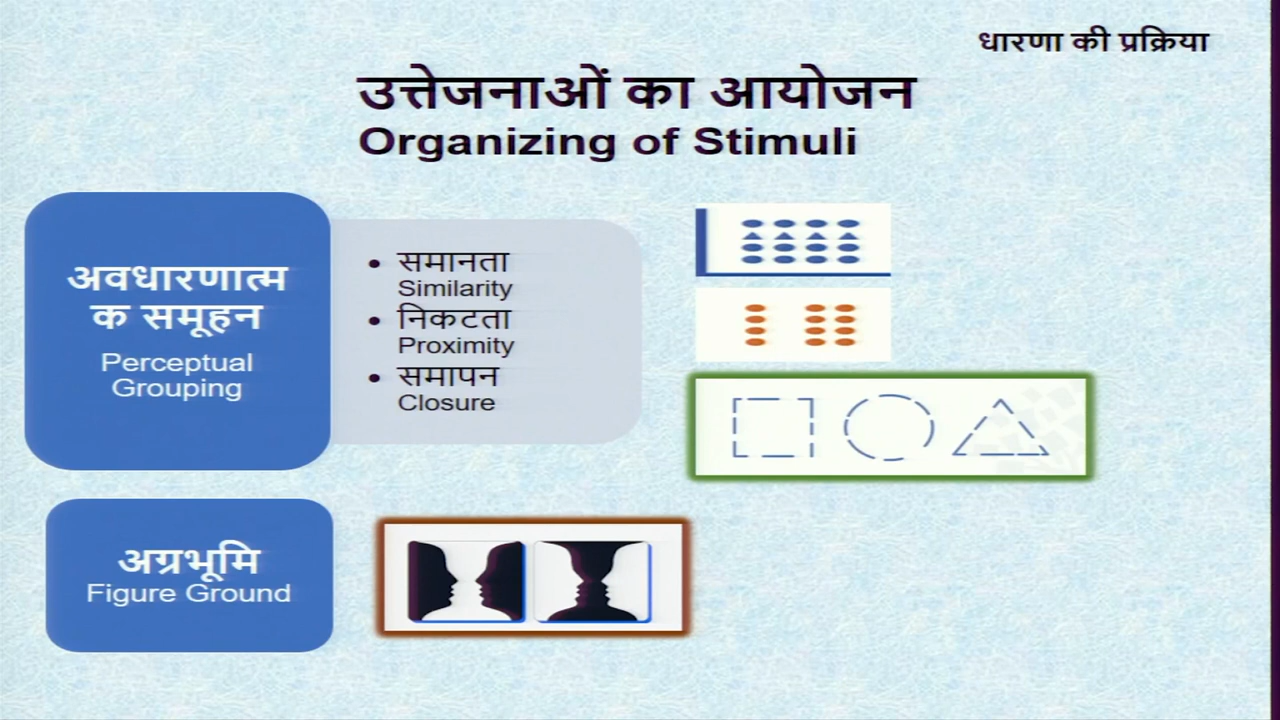 धारणा की प्रक्रिया
उत्तेजनाओं का आयोजन
Organizing of Stimuli
अवधारणात्म
क समूहन
Perceptual
Grouping
• समानता
Similarity
• निकटता
Proximity
• समापन
Closure
अग्रभूमि
Figure Ground